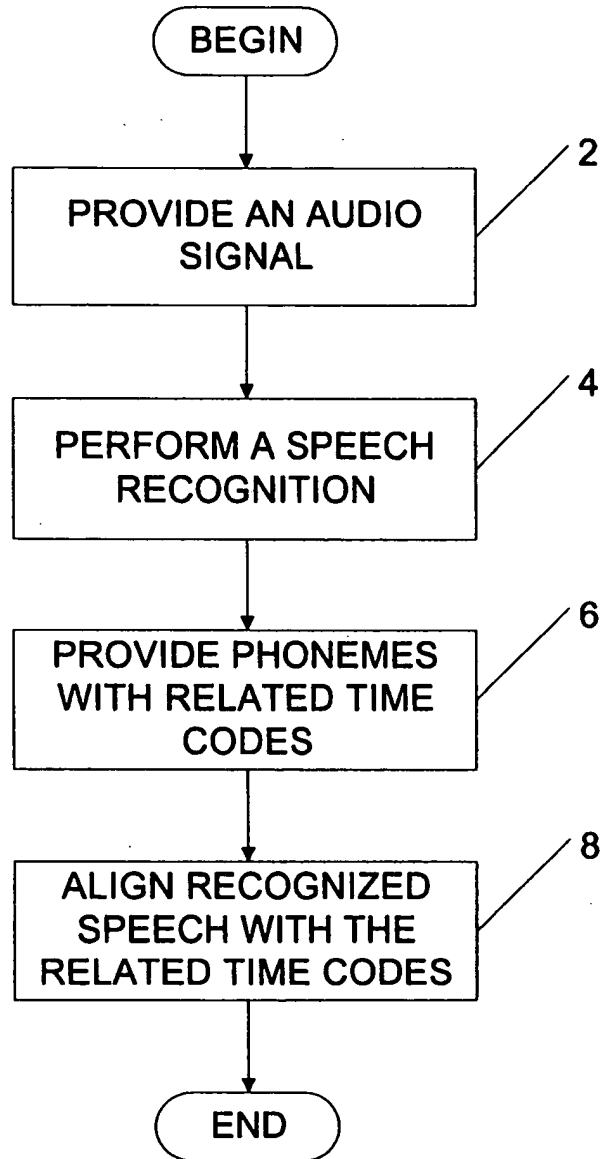 BEGIN
2
PROVIDE AN AUDIO
SIGNAL
4
PERFORM A SPEECH
RECOGNITION
6
PROVIDE PHONEMES
WITH RELATED TIME
CODES
8
ALIGN RECOGNIZED
SPEECH WITH THE
RELATED TIME CODES
END